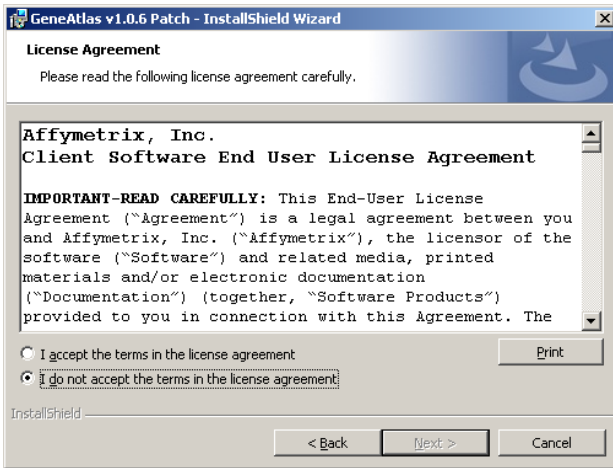 GeneAtlas v1.0.6 Patch - InstallShield Wizard
License Agreement
Please read the following license agreement carefully.
Affymetrix, Inc.
Client Software End User License Agreement
IMPORTANT-READ CAREFULLY: This End-User License
Agreement (“Agreement”) is a legal agreement between you
and Affymetrix, Inc. (“Affymetrix”), the licensor of the
software (“Software”) and related media, printed
materials and/or electronic documentation
(“Documentation”) (together, “Software Products”)
provided to you in connection with this Agreement. The
I accept the terms in the license agreement
Print
I do not accept the terms in the license agreement
InstallShield
< Back
Next >
Cancel